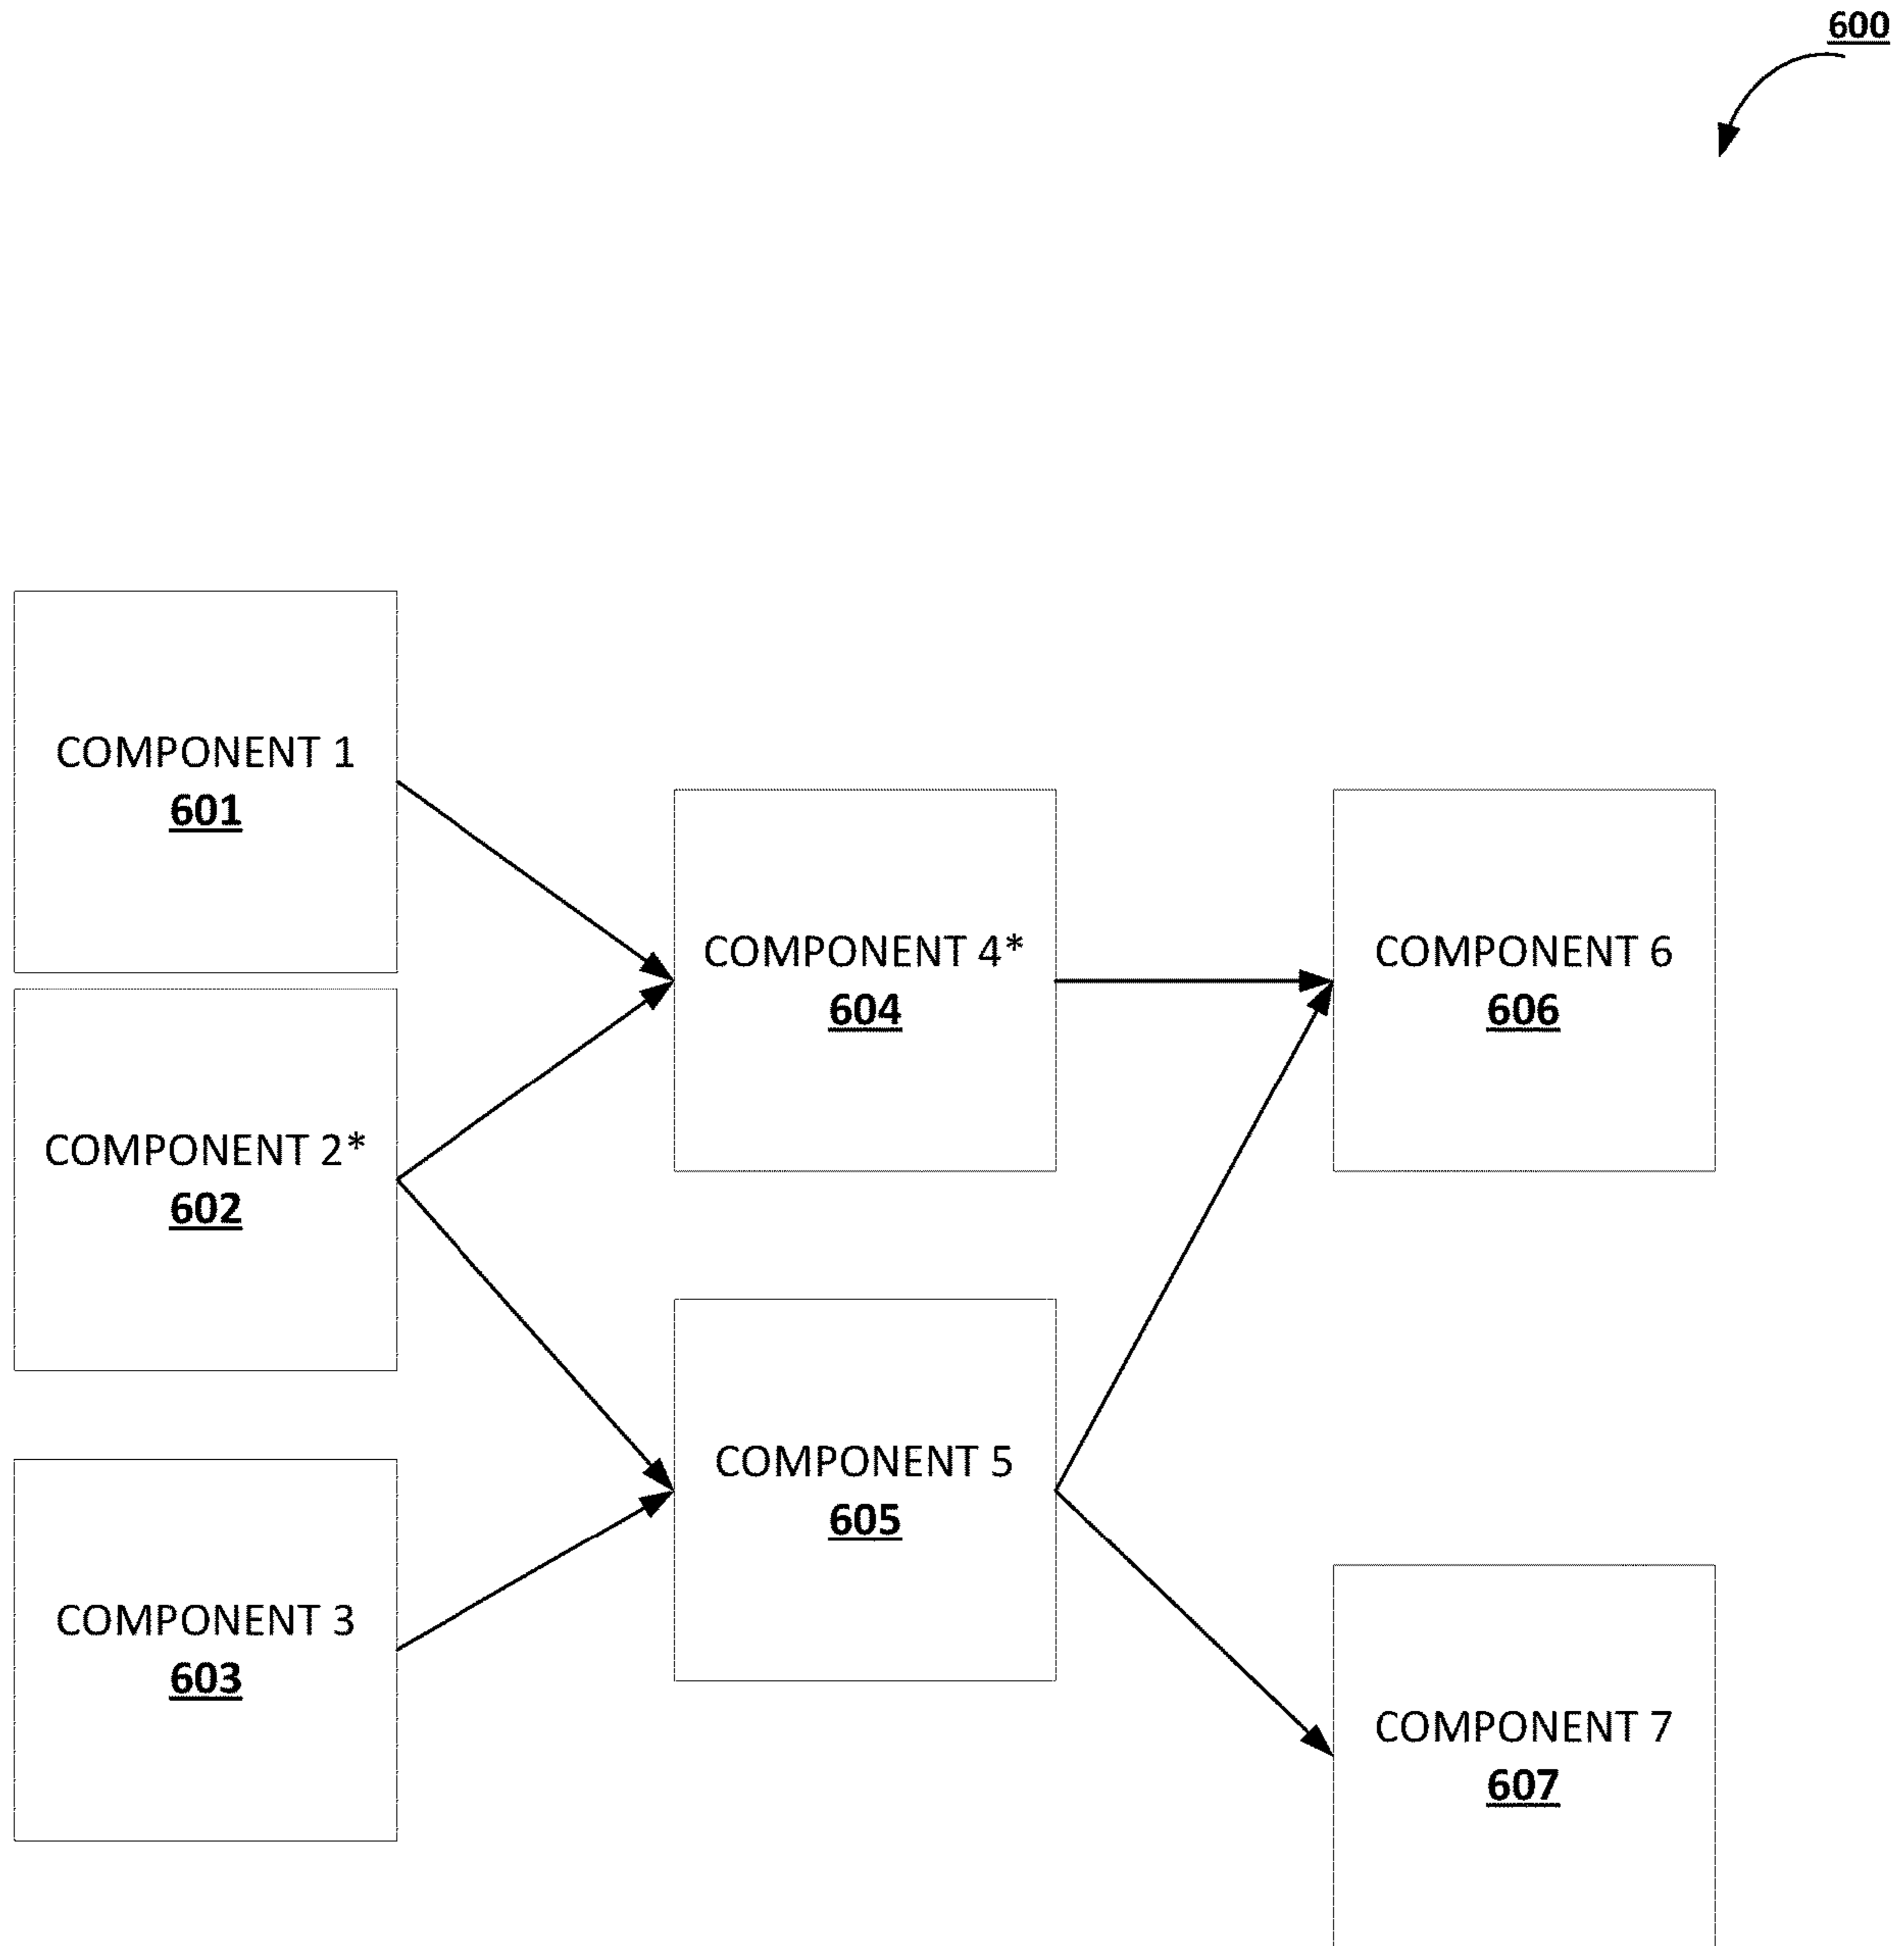 600
COMPONENT 1
601
COMPONENT 2*
602
COMPONENT 3
603
COMPONENT 4*
604
COMPONENT 5
605
COMPONENT 6
606
COMPONENT 7
607